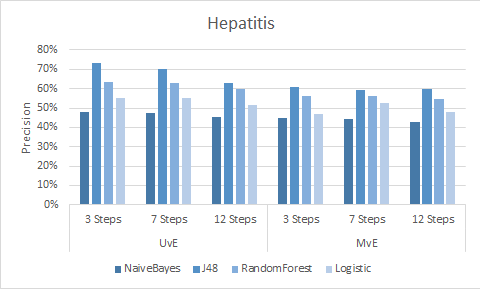 Hepatitis
80%
70%
60%
50%
40%
30%
20%
10%
0%
Precision
3 Steps 7 Steps 12 Steps 3 Steps 7 Steps 12 Steps
UvE MvE
NaiveBayes J48 RandomForest Logistic